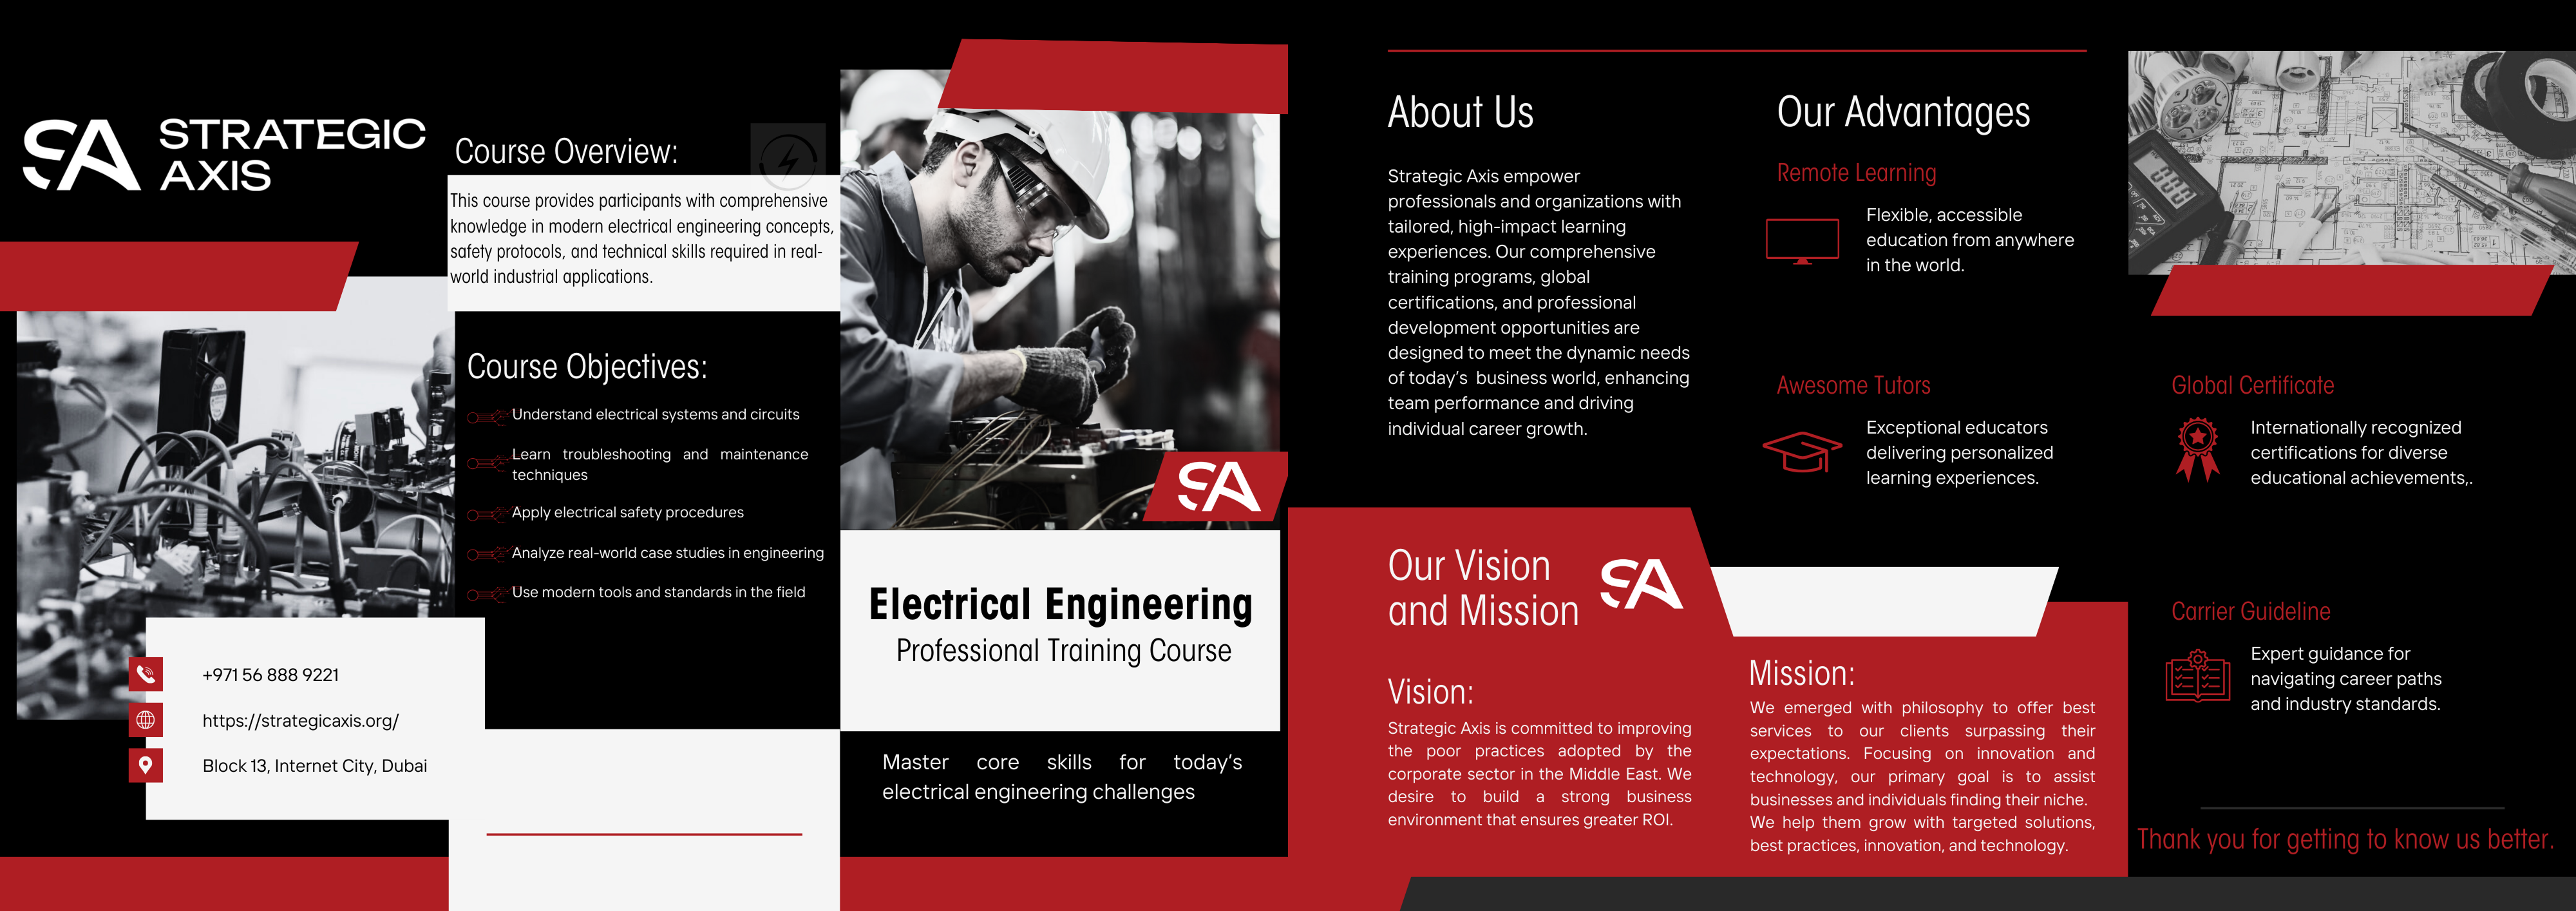 SA STRATEGIC
AXIS
+971 56 888 9221
https://strategicaxis.org/
Block 13, Internet City, Dubai
Course Overview:
This course provides participants with comprehensive
knowledge in modern electrical engineering concepts,
safety protocols, and technical skills required in real-
world industrial applications.
Course Objectives:
Understand electrical systems and circuits
Learn troubleshooting and maintenance
techniques
Apply electrical safety procedures
Analyze real-world case studies in engineering
Use modern tools and standards in the field
SA
Electrical Engineering
Professional Training Course
Master core skills for today’s
electrical engineering challenges
About Us
Strategic Axis empower
professionals and organizations with
tailored, high-impact learning
experiences. Our comprehensive
training programs, global
certifications, and professional
development opportunities are
designed to meet the dynamic needs
of today’s business world, enhancing
team performance and driving
individual career growth.
Our Vision
and Mission
SA
Vision:
Strategic Axis is committed to improving
the poor practices adopted by the
corporate sector in the Middle East. We
desire to build a strong business
environment that ensures greater ROI.
Our Advantages
Remote Learning
Flexible, accessible
education from anywhere
in the world.
Awesome Tutors
Exceptional educators
delivering personalized
learning experiences.
Mission:
We emerged with philosophy to offer best
services to our clients surpassing their
expectations. Focusing on innovation and
technology, our primary goal is to assist
businesses and individuals finding their niche.
We help them grow with targeted solutions,
best practices, innovation, and technology.
Global Certificate
Internationally recognized
certifications for diverse
educational achievements,.
Carrier Guideline
Expert guidance for
navigating career paths
and industry standards.
Thank you for getting to know us better.